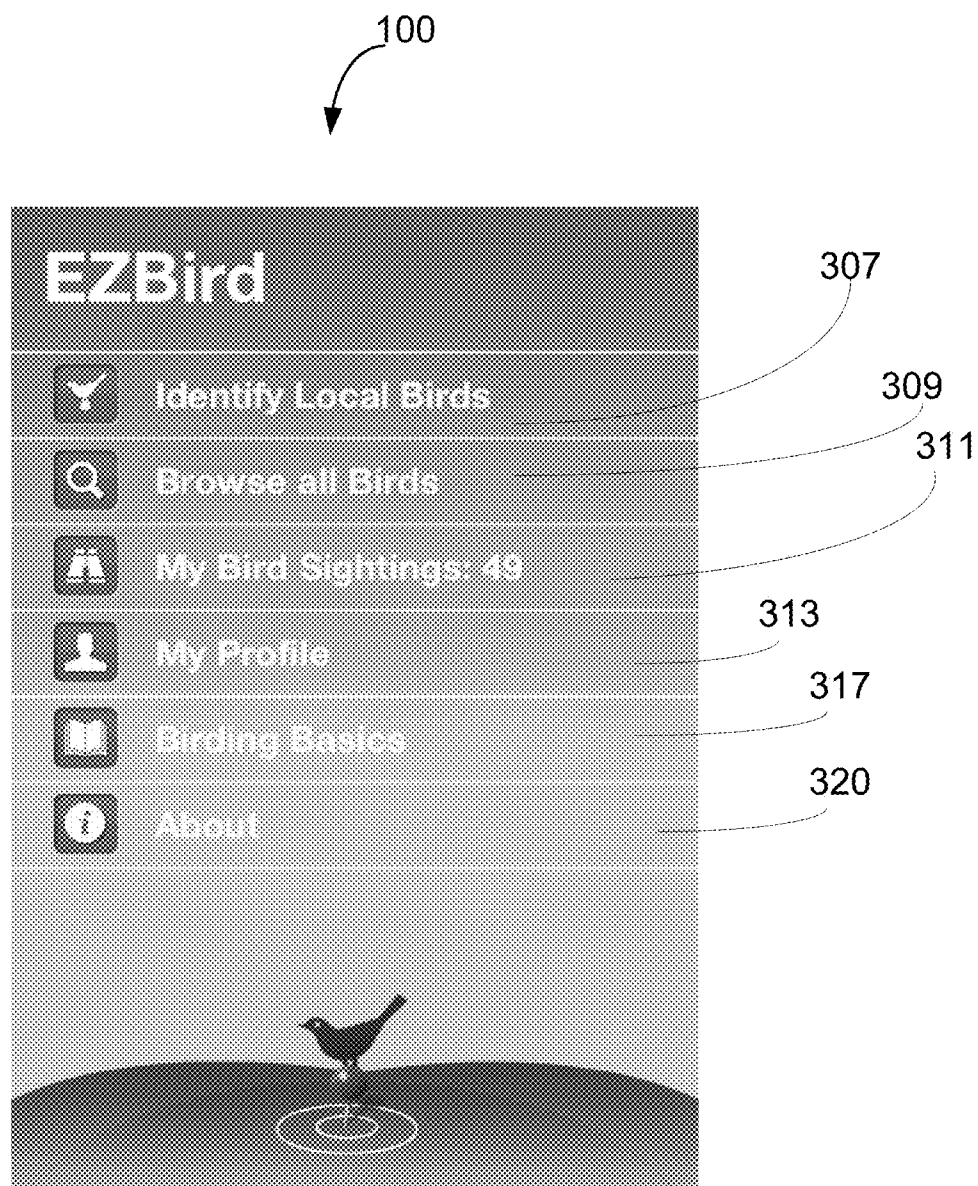 100
EZBird
307
Identify Local Birds
309
Browse all Birds
311
My Bird Sightings: 49
313
My Profile
317
Birding Basics
320
i About